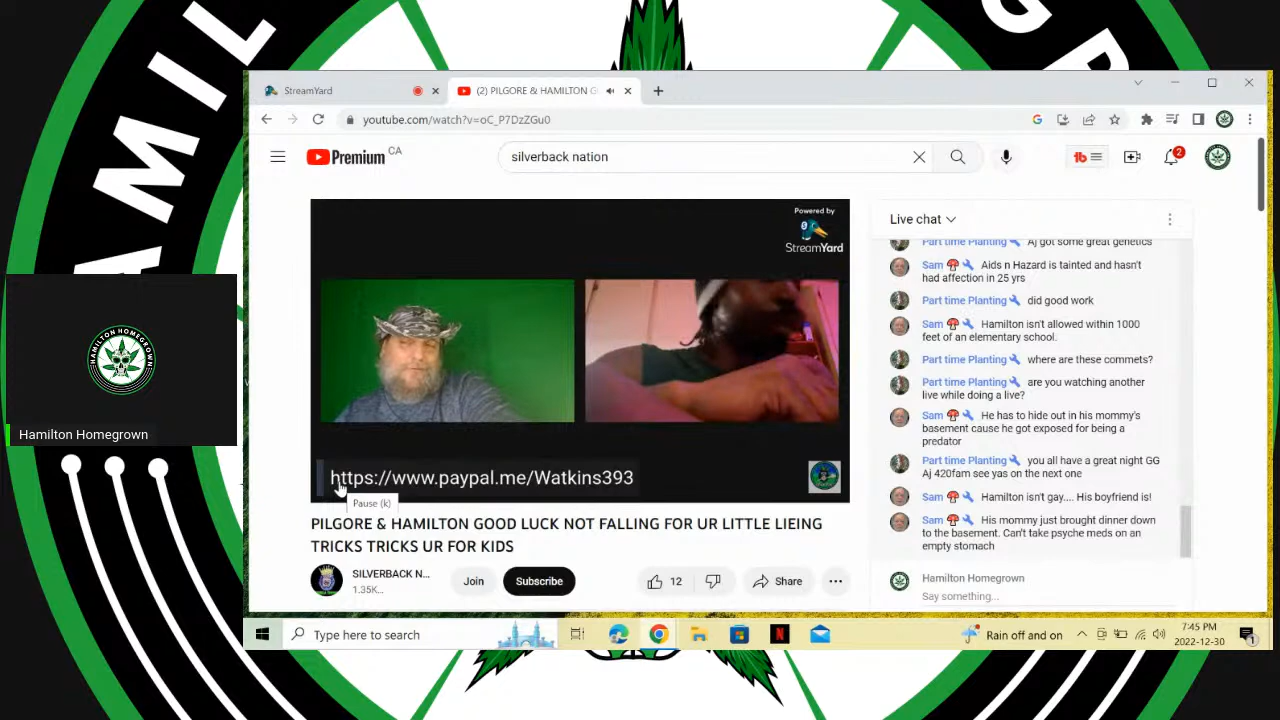 HAMIL
GR
StreamYard
(2) PILGORE & HAMILTON G
youtube.com/watch?v=oC_P7DzZGu0
Premium CA
silverback nation
2
Powered by
StreamYard
https://www.paypal.me/Watkins393
Pause (k)
PILGORE & HAMILTON GOOD LUCK NOT FALLING FOR UR LITTLE LIEING
TRICKS TRICKS UR FOR KIDS
SILVERBACK N...
1.35K...
Join
Subscribe
12
Share
Live chat
Part time Planting Aj got some great genetics
Sam Aids n Hazard is tainted and hasn't
had affection in 25 yrs
Part time Planting did good work
Sam Hamilton isn't allowed within 1000
feet of an elementary school.
Part time Planting where are these commets?
Part time Planting are you watching another
live while doing a live?
Sam He has to hide out in his mommy's
basement cause he got exposed for being a
predator
Part time Planting you all have a great night GG
Aj 420fam see yas on the next one
Sam Hamilton isn't gay.... His boyfriend is!
Sam His mommy just brought dinner down
to the basement. Can't take psyche meds on an
empty stomach
Hamilton Homegrown
Say something...
HAMILTON HOMEGROWN
Hamilton Homegrown
Type here to search
Rain off and on
7:45 PM
2022-12-30
1